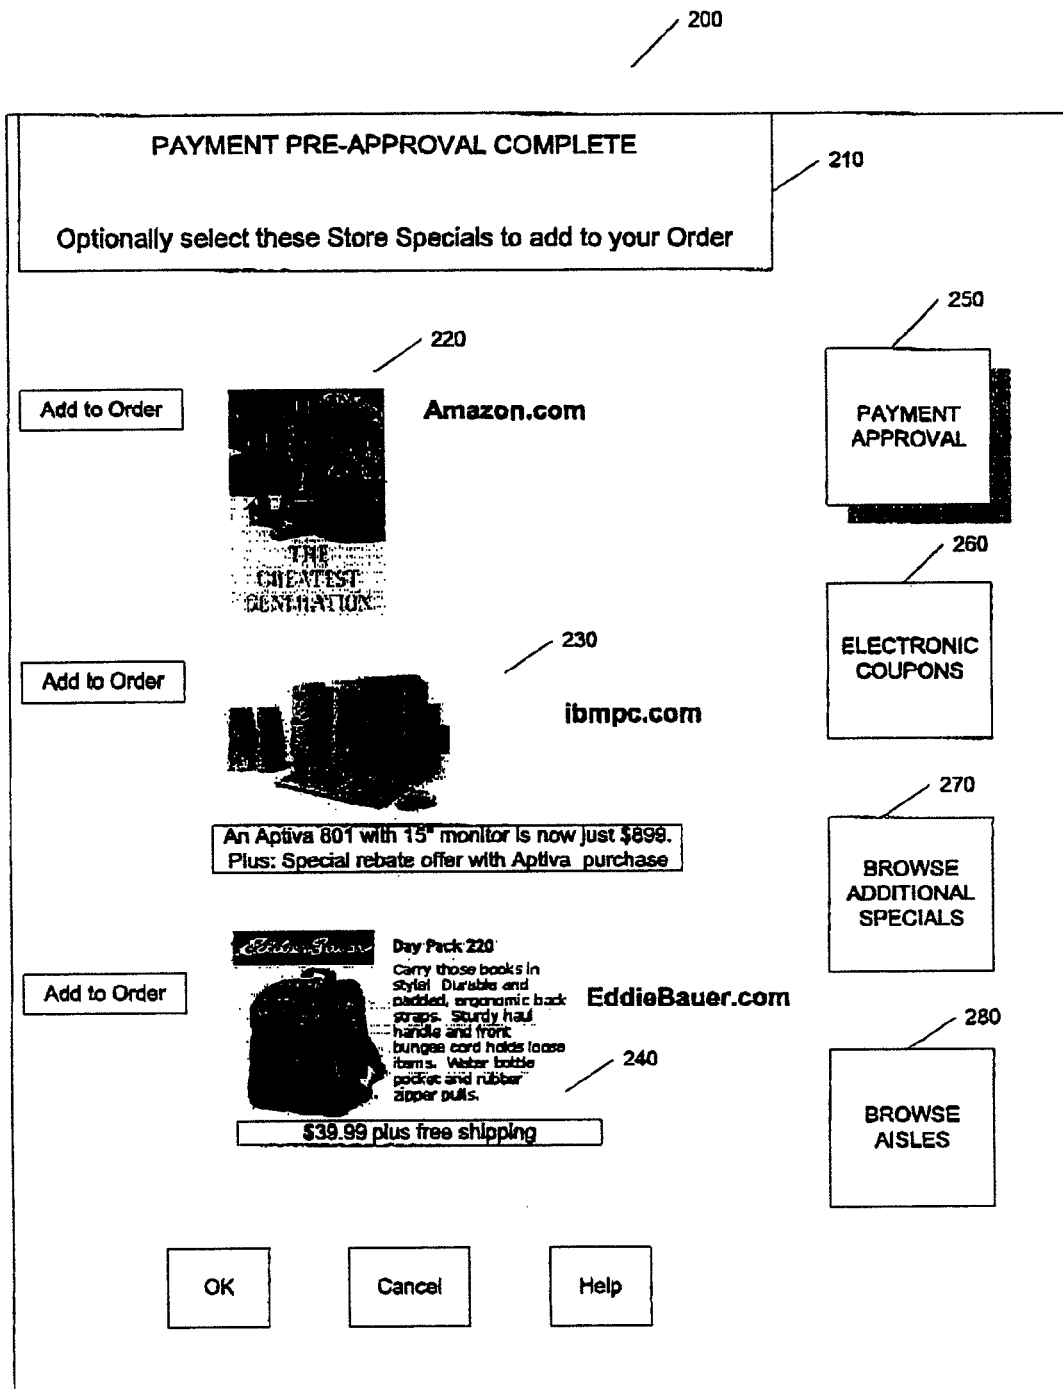 200
PAYMENT PRE-APPROVAL COMPLETE
210
Optionally select these Store Specials to add to your Order
250
220
Add to Order
Amazon.com
PAYMENT
APPROVAL
THE
GREATEST
GENERATION
260
230
ELECTRONIC
COUPONS
Add to Order
ibmpc.com
270
An Aptiva 801 with 15" monitor is now just $899.
Plus: Special rebate offer with Aptiva purchase
BROWSE
ADDITIONAL
SPECIALS
Eddie Bauer
Day Pack 220
Carry those books in
style! Durable and
padded, ergonomic back
straps. Sturdy haul
handle and front
bungee cord holds loose
items. Water bottle
pocket and rubber
zipper pulls.
Add to Order
EddieBauer.com
280
240
$39.99 plus free shipping
BROWSE
AISLES
OK
Cancel
Help